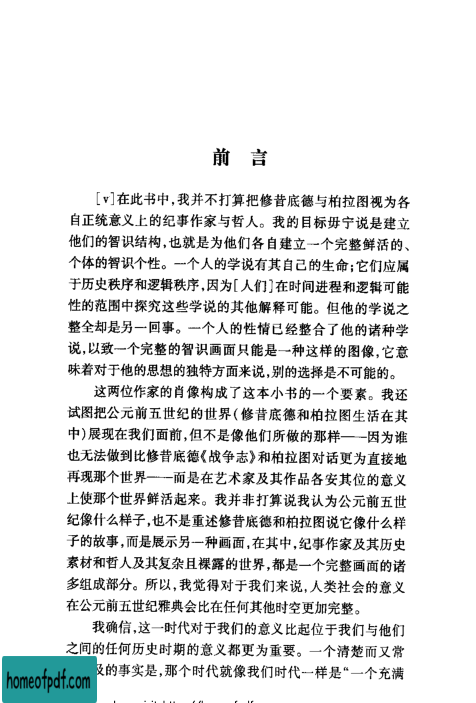 前 言
[v]在此书中,我并不打算把修昔底德与柏拉图视为各
自正统意义上的纪事作家与哲人。我的目标毋宁说是建立
他们的智识结构,也就是为他们各自建立一个完整鲜活的、
个体的智识个性。一个人的学说有其自己的生命;它们应属
于历史秩序和逻辑秩序,因为[人们]在时间进程和逻辑可能
性的范围中探究这些学说的其他解释可能。但他的学说之
整全却是另一回事。一个人的性情已经整合了他的诸种学
说,以致一个完整的智识画面只能是一种这样的图像,它意
味着对于他的思想的独特方面来说,别的选择是不可能的。
这两位作家的肖像构成了这本小书的一个要素。我还
试图把公元前五世纪的世界(修昔底德和柏拉图生活在其
中)展现在我们面前,但不是像他们所做的那样——因为谁
也无法做到比修昔底德《战争志》和柏拉图对话更为直接地
再现那个世界——而是在艺术家及其作品各安其位的意义
上使那个世界鲜活起来。我并非打算说我认为公元前五世
纪像什么样子,也不是重述修昔底德和柏拉图说它像什么样
子的故事,而是展示另一种画面,在其中,纪事作家及其历史
素材和哲人及其复杂且裸露的世界,都是一个完整画面的诸
多组成部分。所以,我觉得对于我们来说,人类社会的意义
在公元前五世纪雅典会比在任何其他时空更加完整。
我确信,这一时代对于我们的意义比起位于我们与他们
之间的任何历史时期的意义都更为重要。一个清楚而又常
及的事实是,那个时代就像我们时代一样是“一个充满
homeofpdf.com